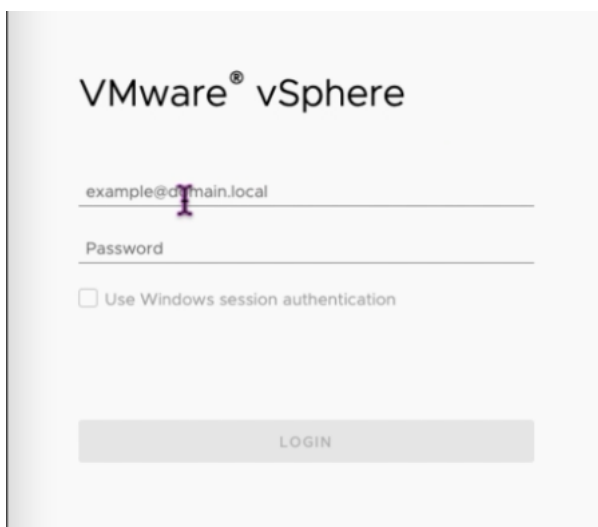 VMware® vSphere
example@domain.local
Password
Use Windows session authentication
LOGIN